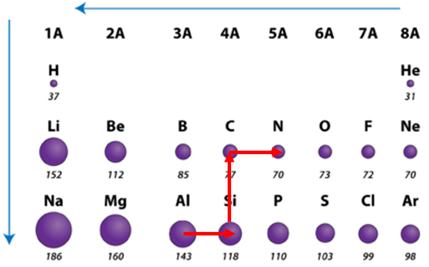 1A 2A 3A 4A 5A 6A 7A 8A
H He
37 31
Li Be B C N O F Ne
152 112 85 77 70 73 72 70
Na Mg Al Si P S Cl Ar
186 160 143 118 110 103 99 98